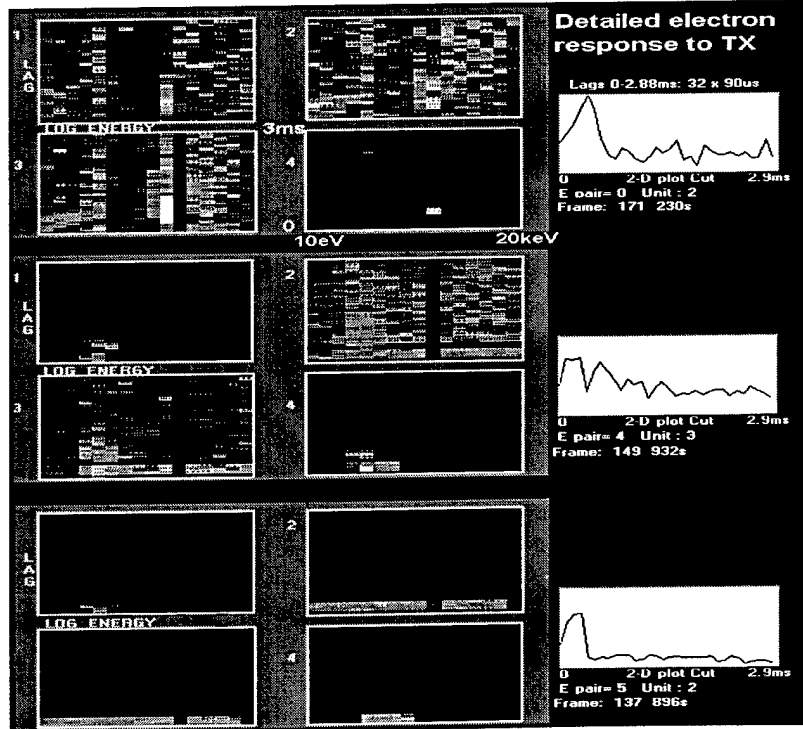 Detailed electron
response to TX
1
LAG
2
LOG ENERGY
3ms
3
4
0
10eV
20keV
Lags 0-2.88ms: 32 x 90us
0
2-D plot Cut
2.9ms
E pair= 0 Unit : 2
Frame: 171 230s
1
LAG
2
LOG ENERGY
3
4
0
2-D plot Cut
2.9ms
E pair= 4 Unit : 3
Frame: 149 932s
LAG
2
LOG ENERGY
4
0
2-D plot Cut
2.9ms
E pair= 5 Unit : 2
Frame: 137 896s